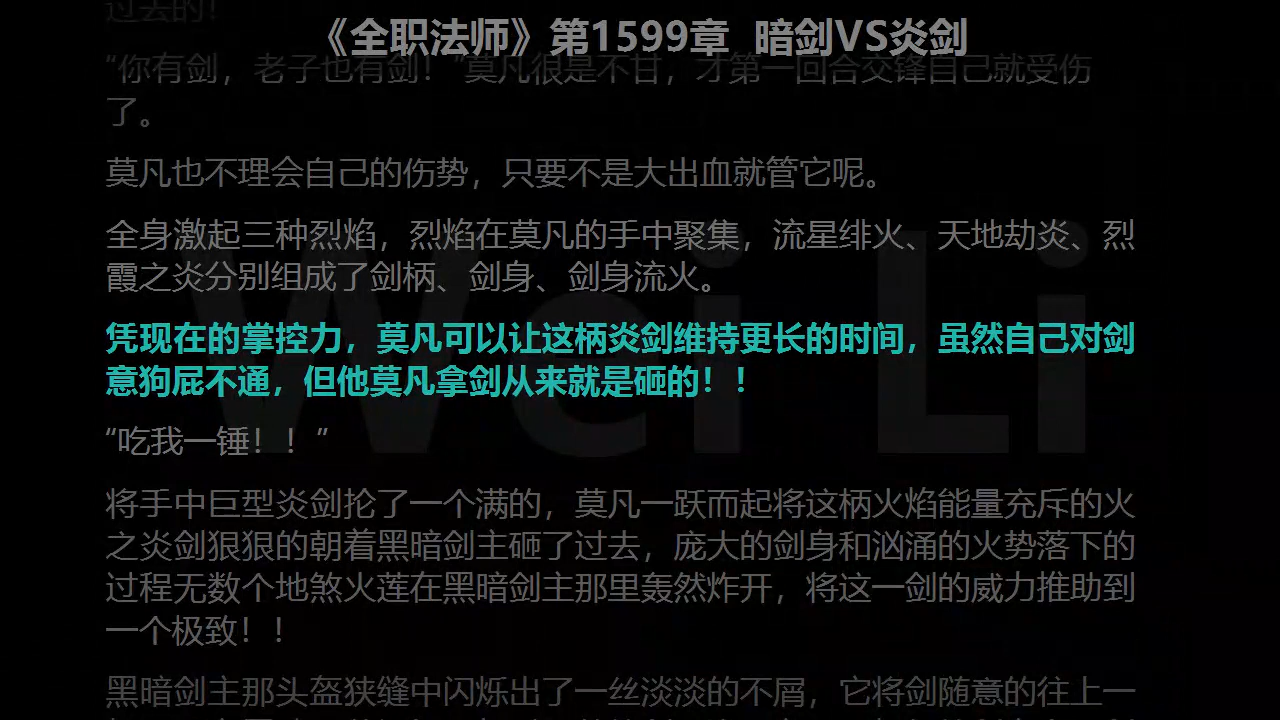 过去的！
《全职法师》第1599章  暗剑VS炎剑
“你有剑，老子也有剑！”莫凡很是不甘，才第一回合交锋自己就受伤
了。
莫凡也不理会自己的伤势，只要不是大出血就管它呢。
全身激起三种烈焰，烈焰在莫凡的手中聚集，流星绯火、天地劫炎、烈
霞之炎分别组成了剑柄、剑身、剑身流火。
凭现在的掌控力，莫凡可以让这柄炎剑维持更长的时间，虽然自己对剑
意狗屁不通，但他莫凡拿剑从来就是砸的！！
“吃我一锤！！”
将手中巨型炎剑抡了一个满的，莫凡一跃而起将这柄火焰能量充斥的火
之炎剑狠狠的朝着黑暗剑主砸了过去，庞大的剑身和汹涌的火势落下的
过程无数个地煞火莲在黑暗剑主那里轰然炸开，将这一剑的威力推助到
一个极致！！
黑暗剑主那头盔狭缝中闪烁出了一丝淡淡的不屑，它将剑随意的往上一
Wei Li